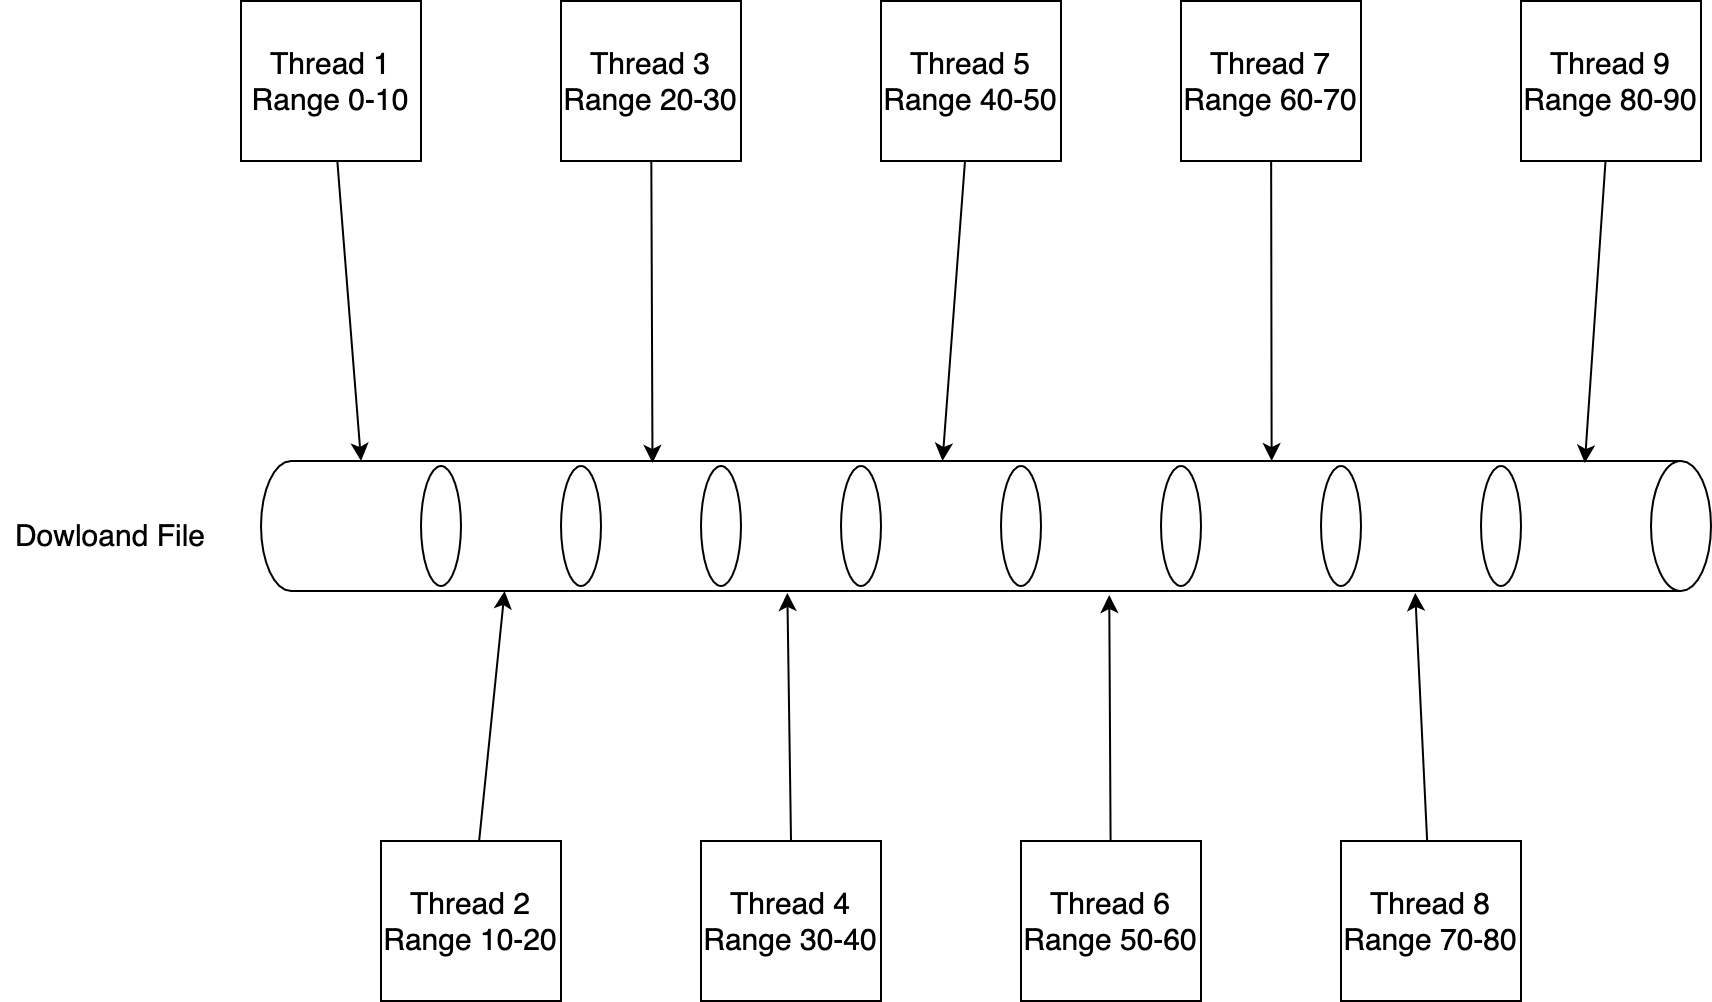 Thread 1
Range 0-10
Thread 3
Range 20-30
Thread 5
Range 40-50
Thread 7
Range 60-70
Thread 9
Range 80-90
Dowloand File
Thread 2
Range 10-20
Thread 4
Range 30-40
Thread 6
Range 50-60
Thread 8
Range 70-80